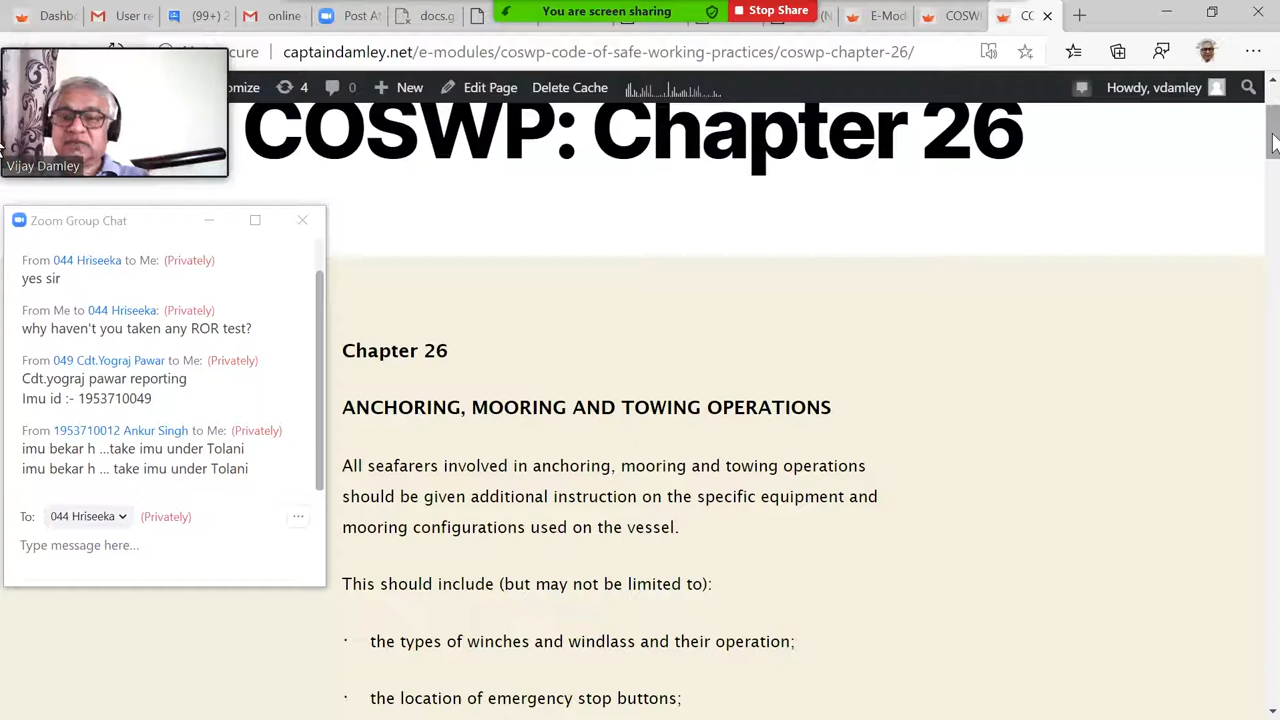 Dashb
User re
(99+) 2
online
Post At
docs.g
You are screen sharing
Stop Share
E-Mod
COSW
CC
cure
captaindamley.net/e-modules/coswp-code-of-safe-working-practices/coswp-chapter-26/
omize
4
0
New
Edit Page
Delete Cache
Howdy, vdamley
Vijay Damley
COSWP: Chapter 26
Zoom Group Chat
From 044 Hriseeka to Me: (Privately)
yes sir
From Me to 044 Hriseeka: (Privately)
why haven't you taken any ROR test?
From 049 Cdt.Yograj Pawar to Me: (Privately)
Cdt.yograj pawar reporting
Imu id :- 1953710049
From 1953710012 Ankur Singh to Me: (Privately)
imu bekar h ...take imu under Tolani
imu bekar h ... take imu under Tolani
To: 044 Hriseeka (Privately)
Type message here...
Chapter 26
ANCHORING, MOORING AND TOWING OPERATIONS
All seafarers involved in anchoring, mooring and towing operations
should be given additional instruction on the specific equipment and
mooring configurations used on the vessel.
This should include (but may not be limited to):
· the types of winches and windlass and their operation;
· the location of emergency stop buttons;